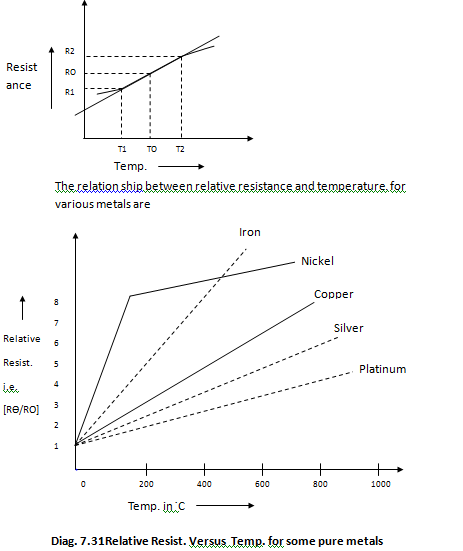 R2
Resist
ance
RO
R1
T1 TO T2
Temp.
The relation ship between relative resistance and temperature. for
various metals are
Iron
Nickel
Copper
Silver
Platinum
8
7
Relative
6
Resist.
5
i.e.
4
[RӨ/RO]
3
2
1
0 200 400 600 800 1000
Temp. in ˚C
Diag. 7.31Relative Resist. Versus Temp. for some pure metals